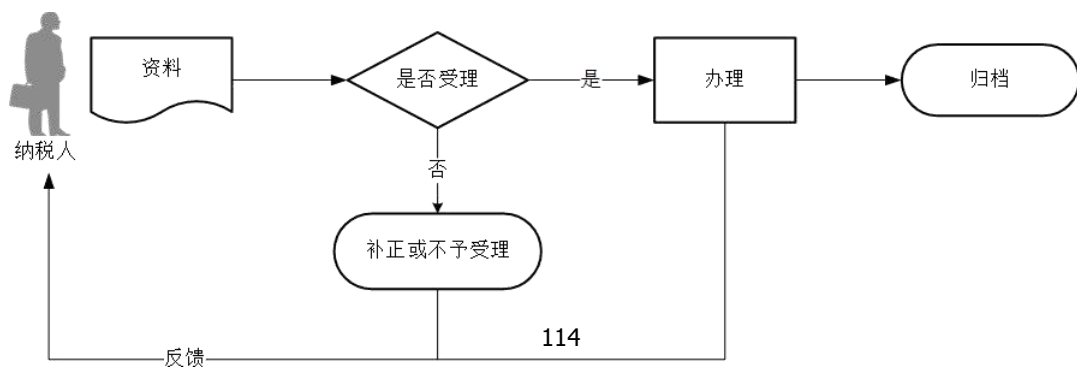 资料
是否受理
是
办理
归档
纳税人
否
补正或不予受理
114
反馈